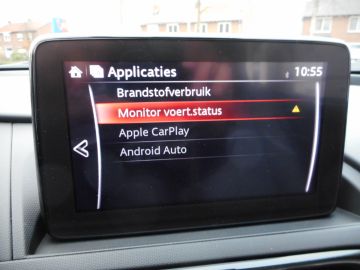 Applicaties
10:55
Brandstofverbruik
Monitor voert.status
Apple CarPlay
Android Auto